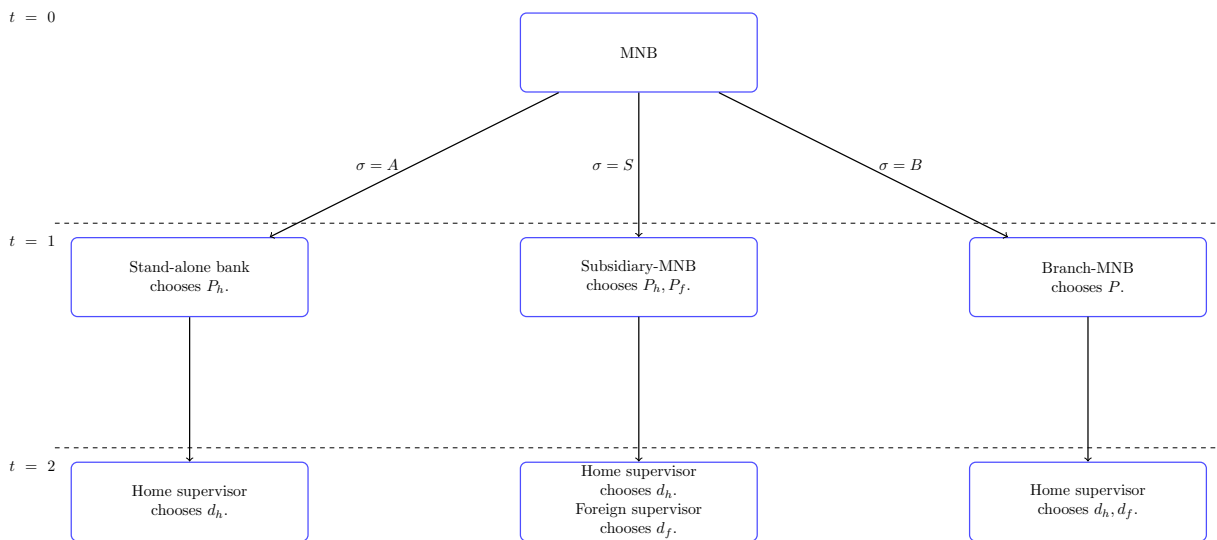 t = 0
MNB
σ = A
σ = S
σ = B
t = 1
Stand-alone bank
chooses P_h.
Subsidiary-MNB
chooses P_h, P_f.
Branch-MNB
chooses P.
t = 2
Home supervisor
chooses d_h.
Home supervisor
chooses d_h.
Foreign supervisor
chooses d_f.
Home supervisor
chooses d_h, d_f.